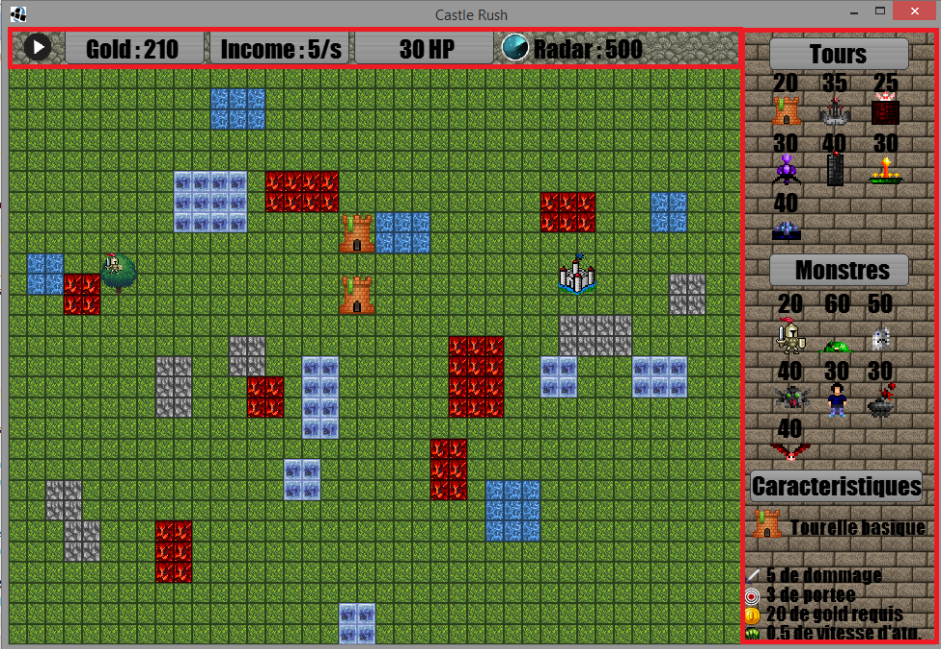 Castle Rush
Gold : 210 Income : 5/s 30 HP Radar : 500
Tours
20 35 25
30 40 30
40
Monstres
20 60 50
40 30 30
40
Caracteristiques
Tourelle basique
5 de dommage
3 de portee
20 de gold requis
0.5 de vitesse d'atq.